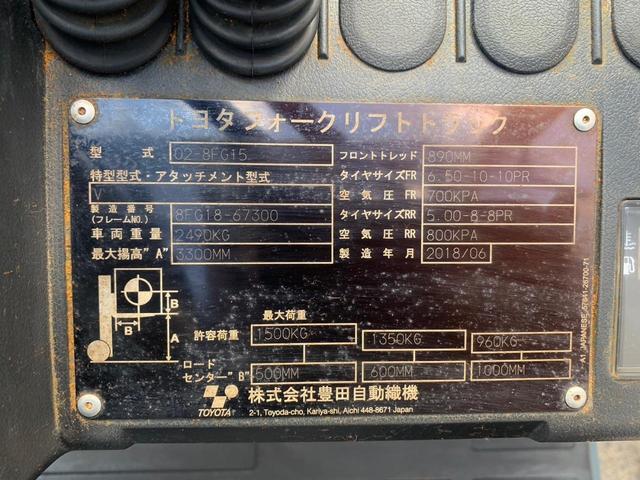 トヨタフォークリフトトラック
型 式 02-8FG15 フロントトレッド 890MM
特型型式・アタッチメント型式 タイヤサイズFR 6.50-10-10PR
V 空気圧 FR 700KPA
製造番号 (フレームNO.) 8FG18-67300 タイヤサイズRR 5.00-8-8PR
車両重量 2490KG 空気圧 RR 800KPA
最大揚高"A" 3300MM 製造年月 2018/06
B
B
A
最大荷重
許容荷重 1500KG 1350KG 960KG
ロード
センター"B" 500MM 600MM 1000MM
TOYOTA 株式会社豊田自動織機
2-1, Toyoda-cho, Kariya-shi, Aichi 448-8671 Japan
A1 JAPANESE 57641-26700-71